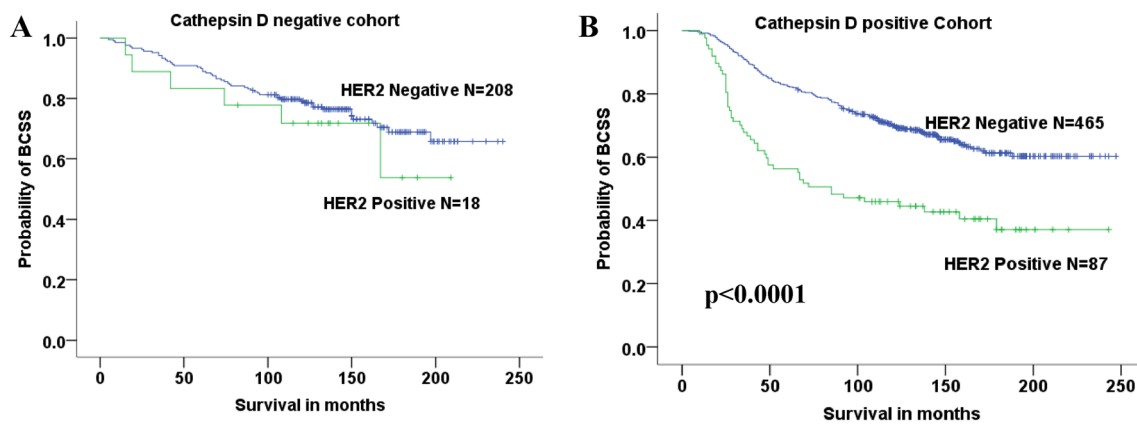 A
Cathepsin D negative cohort
Probability of BCSS
1.0
0.8
0.6
0.4
0.2
0.0
HER2 Negative N=208
HER2 Positive N=18
0 50 100 150 200 250
Survival in months
B
Cathepsin D positive Cohort
Probability of BCSS
1.0
0.8
0.6
0.4
0.2
0.0
HER2 Negative N=465
HER2 Positive N=87
p<0.0001
0 50 100 150 200 250
Survival in months